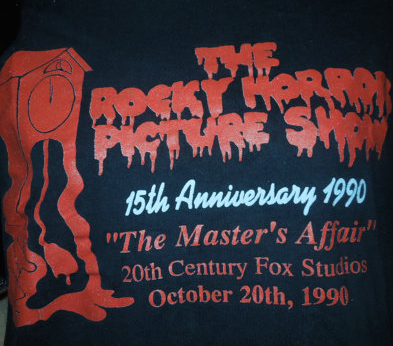 THE
ROCKY HORROR
PICTURE SHOW
15th Anniversary 1990
"The Master's Affair"
20th Century Fox Studios
October 20th, 1990